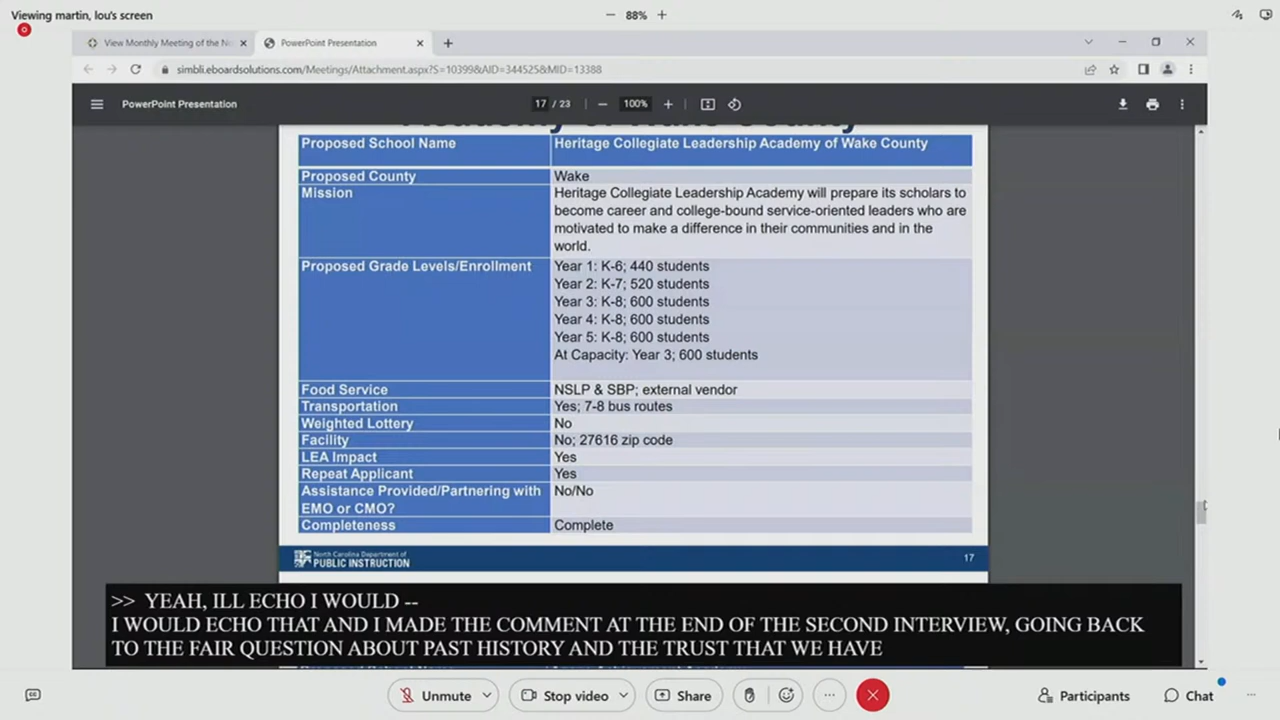 Viewing martin, lou's screen
88%
View Monthly Meeting of the No
PowerPoint Presentation
simbli.eboardsolutions.com/Meetings/Attachment.aspx?S=10399&AID=344525&MID=13388
PowerPoint Presentation
17 / 23
100%
Academy of Wake County
Proposed School Name Heritage Collegiate Leadership Academy of Wake County
Proposed County Wake
Mission Heritage Collegiate Leadership Academy will prepare its scholars to
become career and college-bound service-oriented leaders who are
motivated to make a difference in their communities and in the
world.
Proposed Grade Levels/Enrollment Year 1: K-6; 440 students
Year 2: K-7; 520 students
Year 3: K-8; 600 students
Year 4: K-8; 600 students
Year 5: K-8; 600 students
At Capacity: Year 3; 600 students
Food Service NSLP & SBP; external vendor
Transportation Yes; 7-8 bus routes
Weighted Lottery No
Facility No; 27616 zip code
LEA Impact Yes
Repeat Applicant Yes
Assistance Provided/Partnering with No/No
EMO or CMO?
Completeness Complete
North Carolina Department of
PUBLIC INSTRUCTION
17
>> YEAH, ILL ECHO I WOULD --
I WOULD ECHO THAT AND I MADE THE COMMENT AT THE END OF THE SECOND INTERVIEW, GOING BACK
TO THE FAIR QUESTION ABOUT PAST HISTORY AND THE TRUST THAT WE HAVE
Unmute
Stop video
Share
Participants
Chat